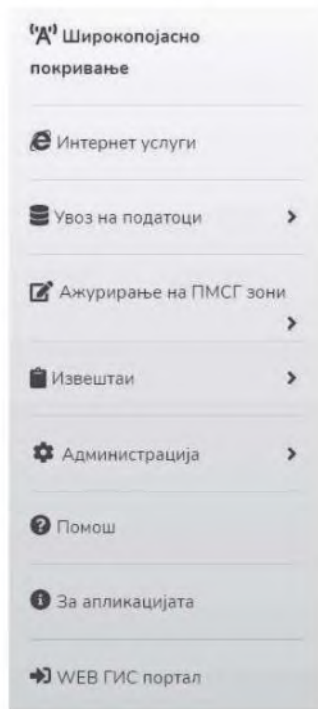 Широкопојасно
покривање
Интернет услуги
Увоз на податоци
Ажурирање на ПМСГ зони
Извештаи
Администрација
Помош
За апликацијата
WEB ГИС портал